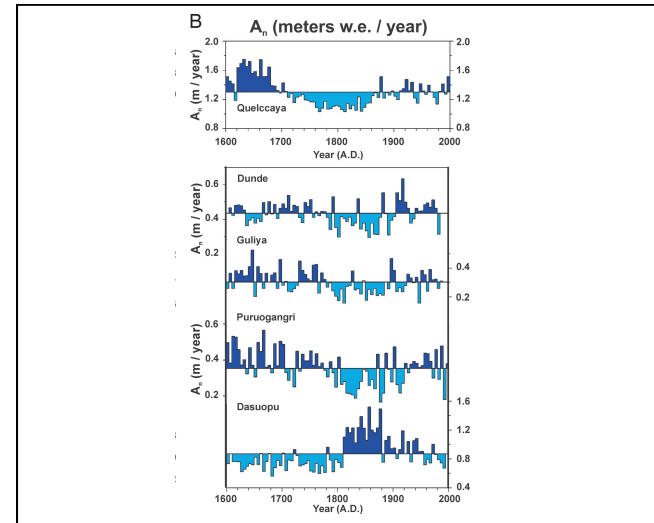 B
Aₙ (meters w.e. / year)
2.0
1.6
1.2
0.8
2.0
1.6
1.2
0.8
Aₙ (m / year)
Quelccaya
1600 1700 1800 1900 2000
Year (A.D.)
Dunde
0.6
0.4
0.2
Aₙ (m / year)
Guliya
0.4
0.2
Puruogangri
0.6
0.4
0.2
Aₙ (m / year)
Dasuopu
1.6
1.2
0.8
0.4
1600 1700 1800 1900 2000
Year (A.D.)